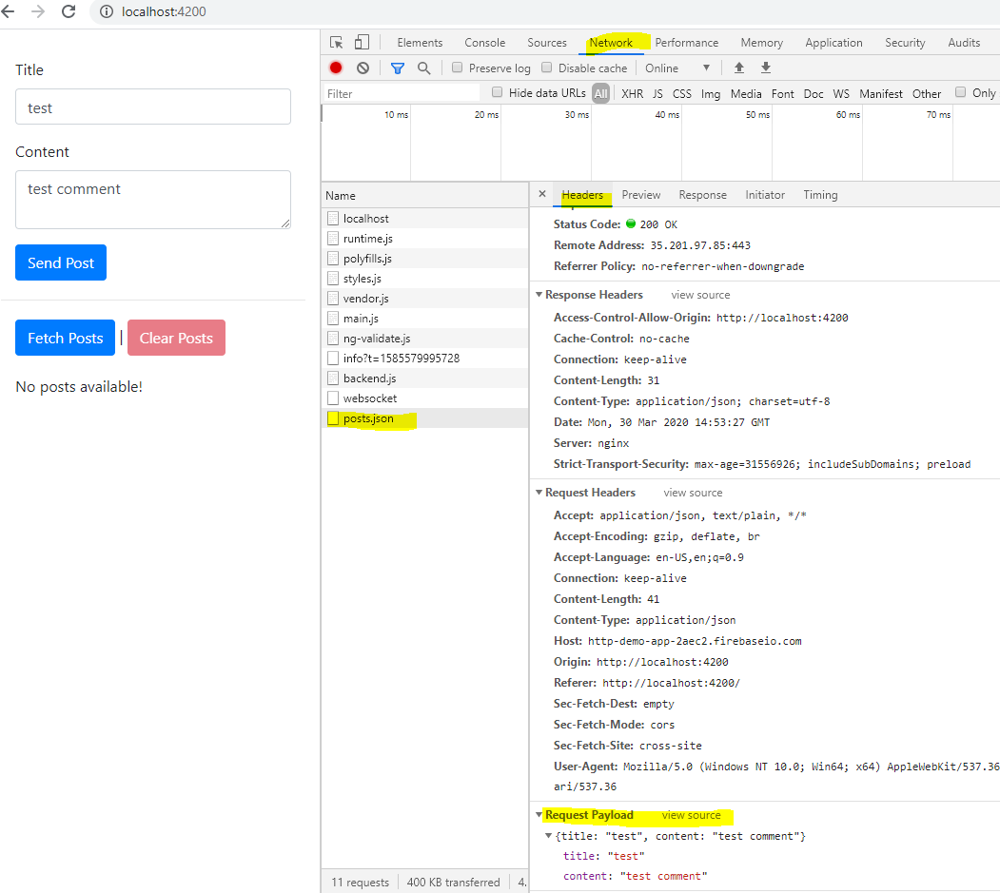 localhost:4200
Title
test
Content
test comment
Send Post
Fetch Posts | Clear Posts
No posts available!
Elements Console Sources Network Performance Memory Application Security Audits
Preserve log Disable cache Online
Filter Hide data URLs All XHR JS CSS Img Media Font Doc WS Manifest Other Only
10 ms 20 ms 30 ms 40 ms 50 ms 60 ms 70 ms
Name
localhost
runtime.js
polyfills.js
styles.js
vendor.js
main.js
ng-validate.js
info?t=1585579995728
backend.js
websocket
posts.json
11 requests 400 KB transferred 4.
× Headers Preview Response Initiator Timing
Status Code: 200 OK
Remote Address: 35.201.97.85:443
Referrer Policy: no-referrer-when-downgrade
Response Headers view source
Access-Control-Allow-Origin: http://localhost:4200
Cache-Control: no-cache
Connection: keep-alive
Content-Length: 31
Content-Type: application/json; charset=utf-8
Date: Mon, 30 Mar 2020 14:53:27 GMT
Server: nginx
Strict-Transport-Security: max-age=31556926; includeSubDomains; preload
Request Headers view source
Accept: application/json, text/plain, */*
Accept-Encoding: gzip, deflate, br
Accept-Language: en-US,en;q=0.9
Connection: keep-alive
Content-Length: 41
Content-Type: application/json
Host: http-demo-app-2aec2.firebaseio.com
Origin: http://localhost:4200
Referer: http://localhost:4200/
Sec-Fetch-Dest: empty
Sec-Fetch-Mode: cors
Sec-Fetch-Site: cross-site
User-Agent: Mozilla/5.0 (Windows NT 10.0; Win64; x64) AppleWebKit/537.36
ari/537.36
Request Payload view source
{title: "test", content: "test comment"}
title: "test"
content: "test comment"